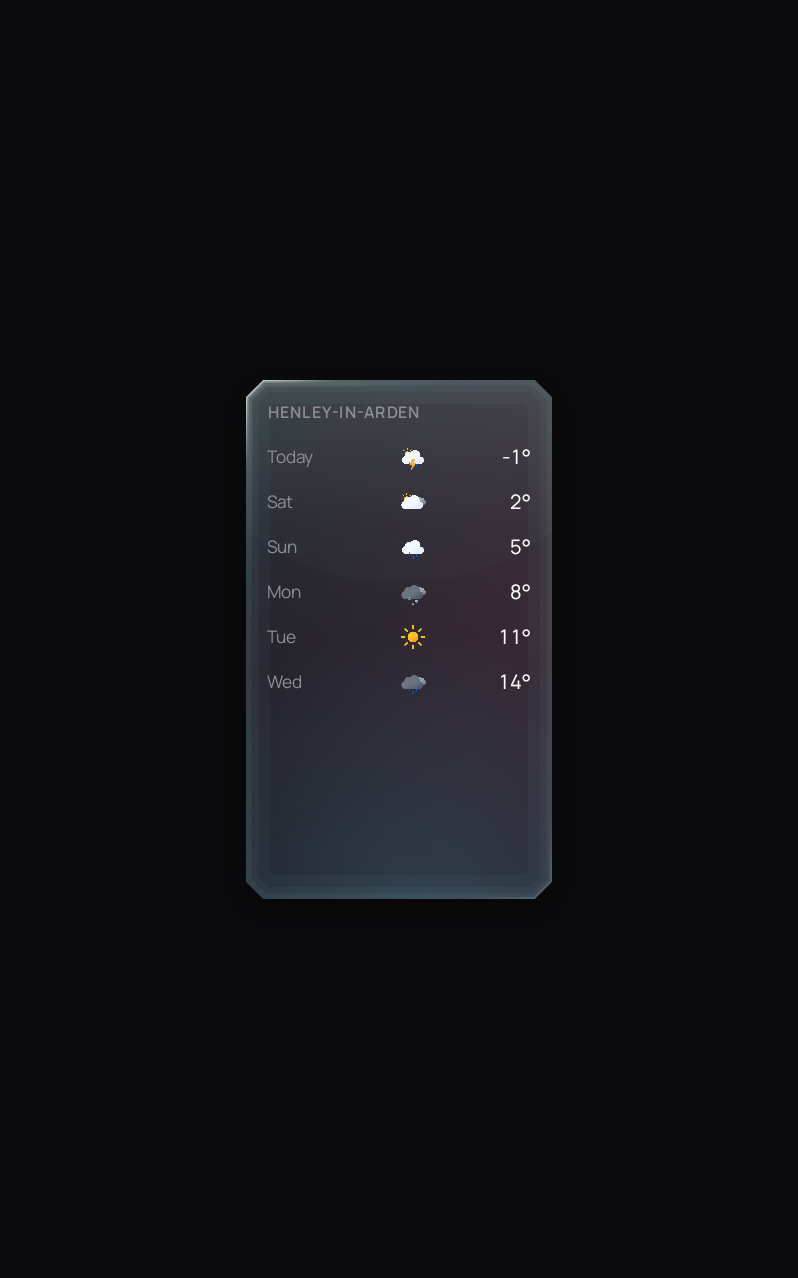 HENLEY-IN-ARDEN
Today -1°
Sat 2°
Sun 5°
Mon 8°
Tue 11°
Wed 14°